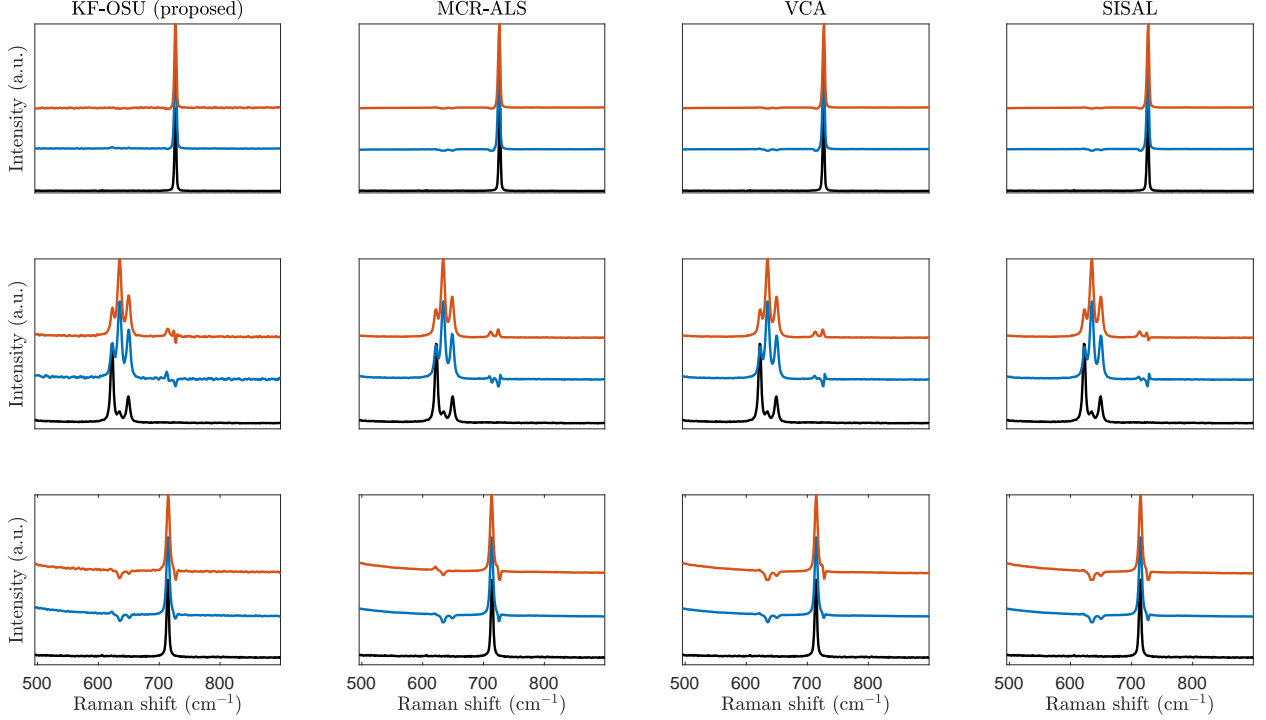 KF-OSU (proposed) MCR-ALS VCA SISAL
Intensity (a.u.)
Intensity (a.u.)
Intensity (a.u.)
500 600 700 800 500 600 700 800 500 600 700 800 500 600 700 800
Raman shift (cm⁻¹) Raman shift (cm⁻¹) Raman shift (cm⁻¹) Raman shift (cm⁻¹)